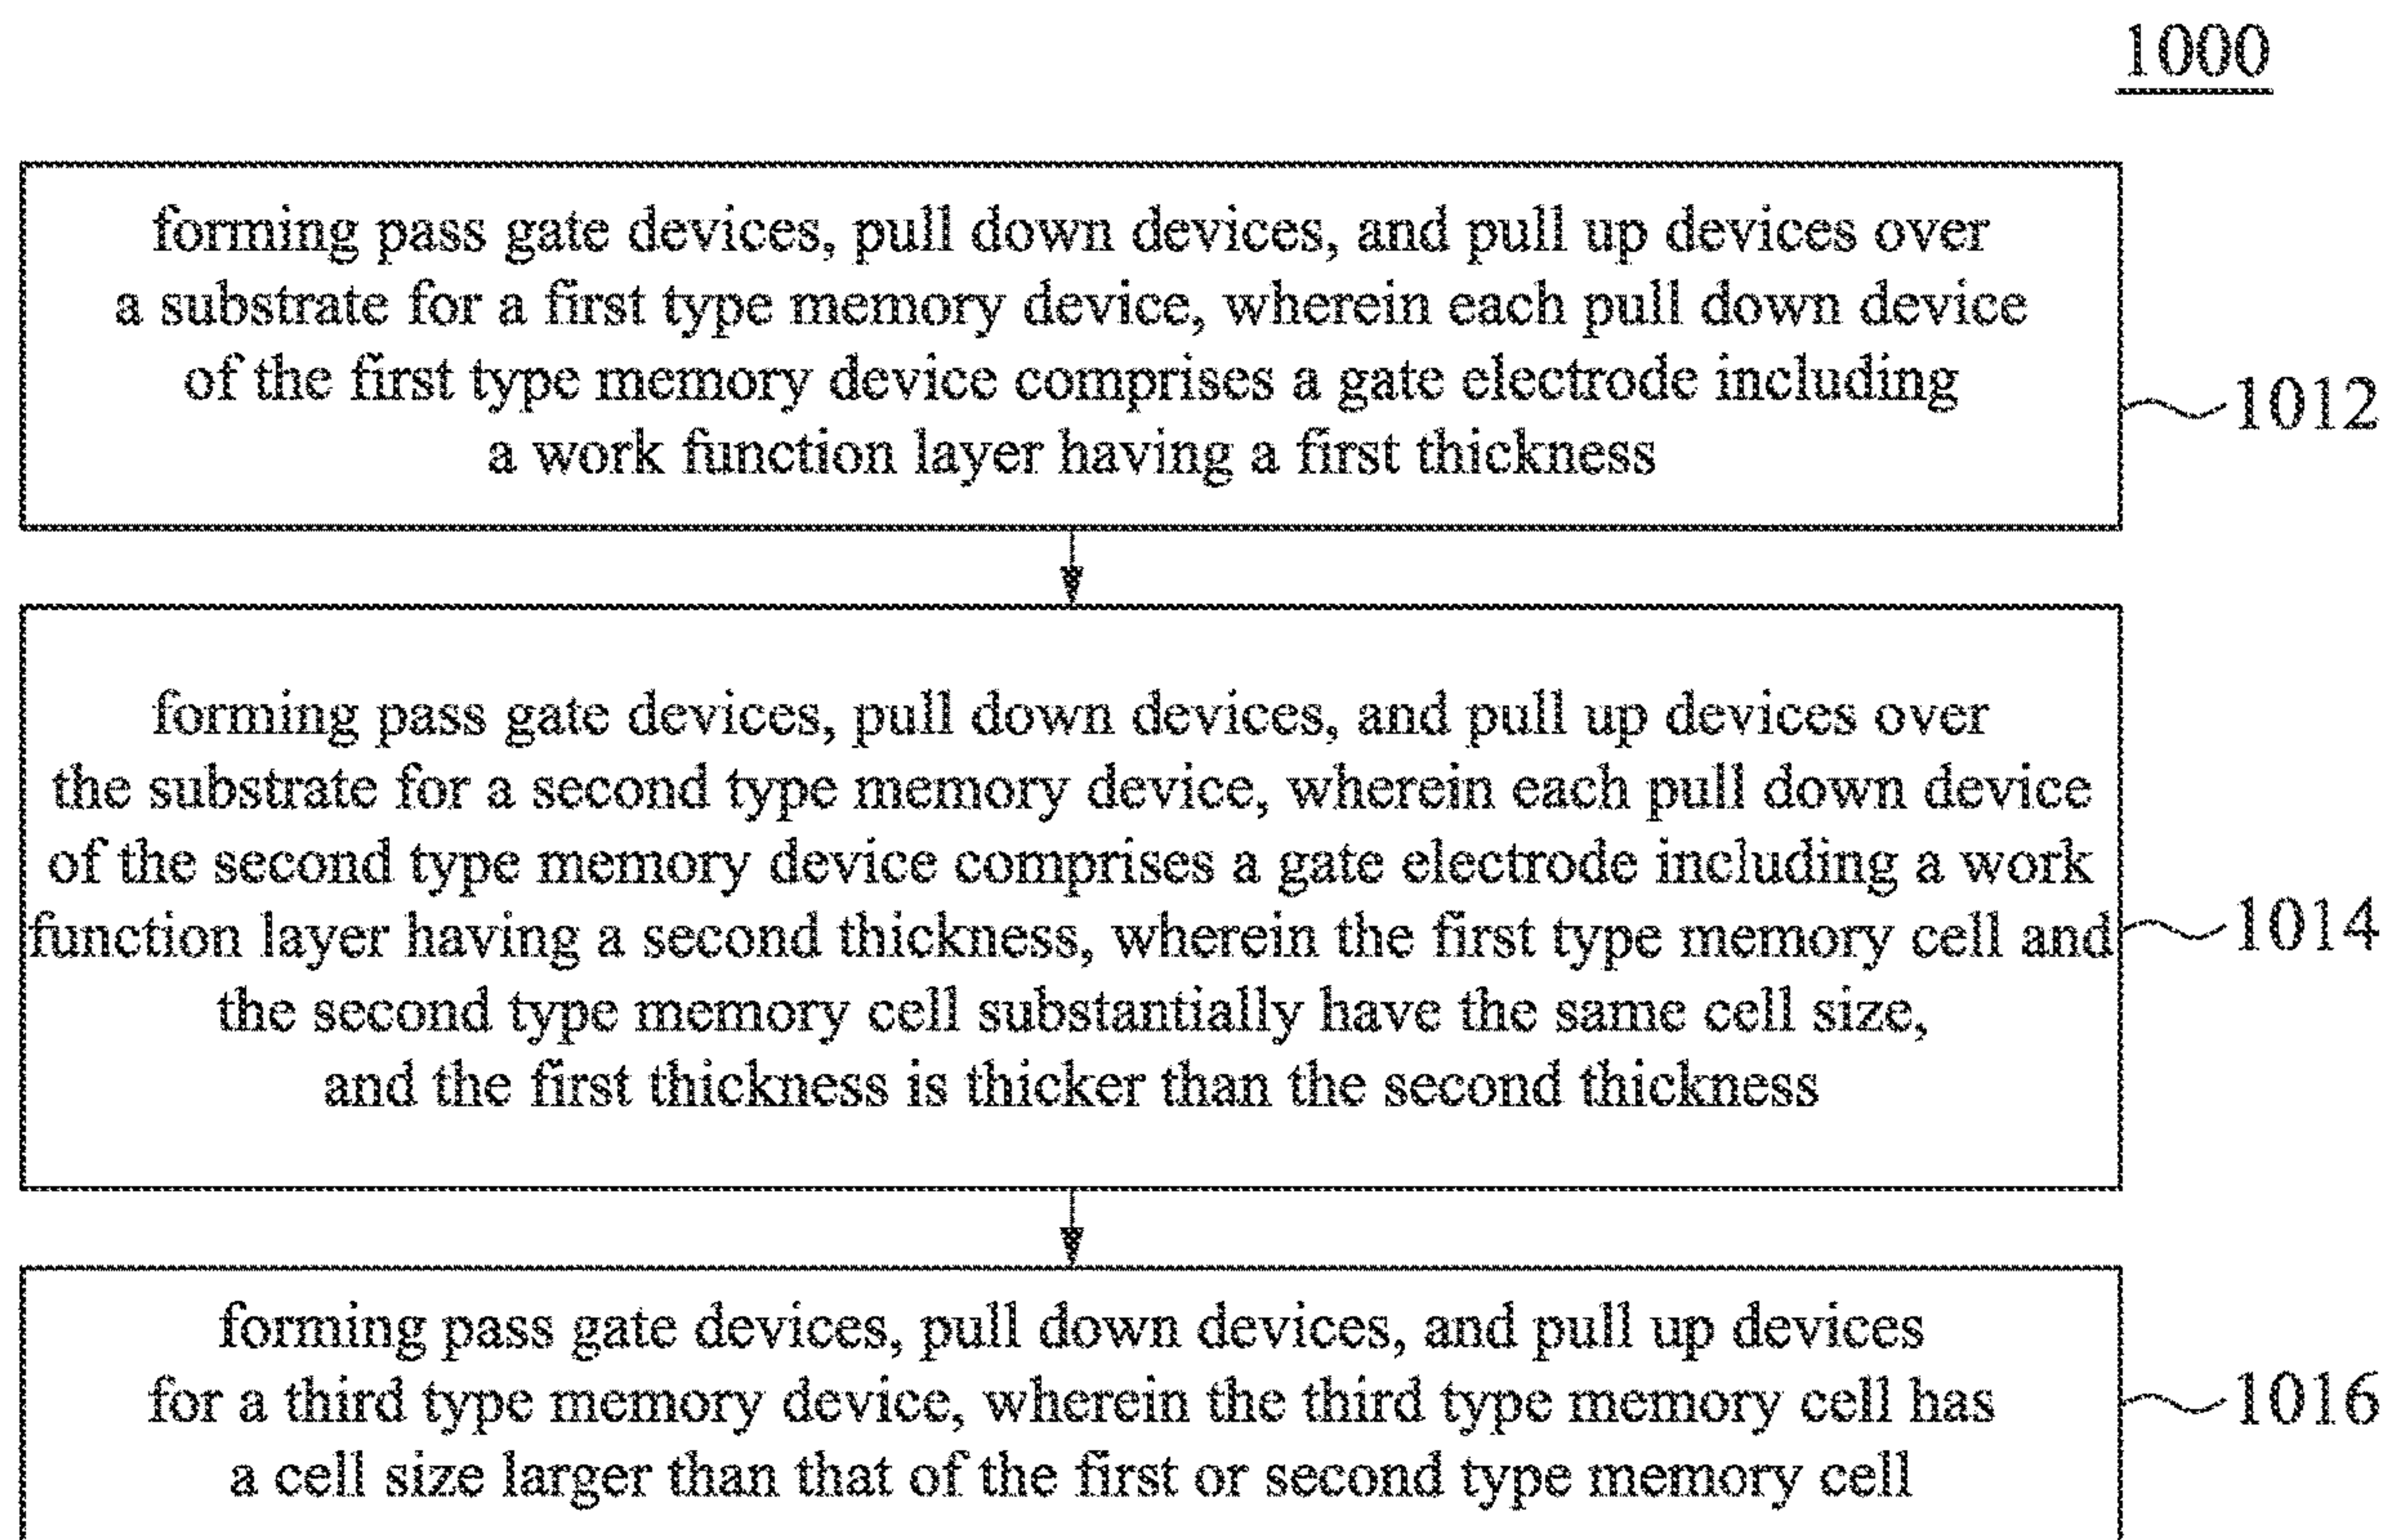 1000
forming pass gate devices, pull down devices, and pull up devices over
a substrate for a first type memory device, wherein each pull down device
of the first type memory device comprises a gate electrode including
a work function layer having a first thickness
1012
forming pass gate devices, pull down devices, and pull up devices over
the substrate for a second type memory device, wherein each pull down device
of the second type memory device comprises a gate electrode including a work
function layer having a second thickness, wherein the first type memory cell and
the second type memory cell substantially have the same cell size,
and the first thickness is thicker than the second thickness
1014
forming pass gate devices, pull down devices, and pull up devices
for a third type memory device, wherein the third type memory cell has
a cell size larger than that of the first or second type memory cell
1016